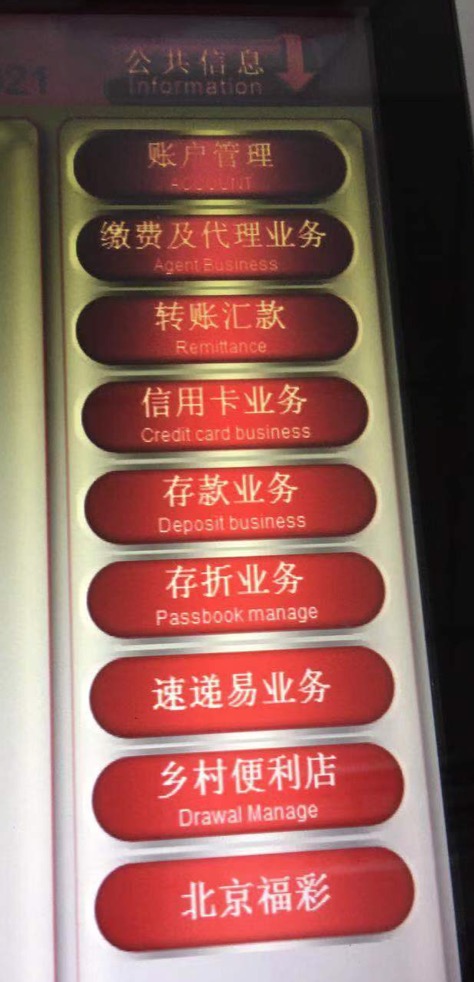 021
公共信息
Information
账户管理
ACCOUNT
缴费及代理业务
Agent Business
转账汇款
Remittance
信用卡业务
Credit card business
存款业务
Deposit business
存折业务
Passbook manage
速递易业务
乡村便利店
Drawal Manage
北京福彩